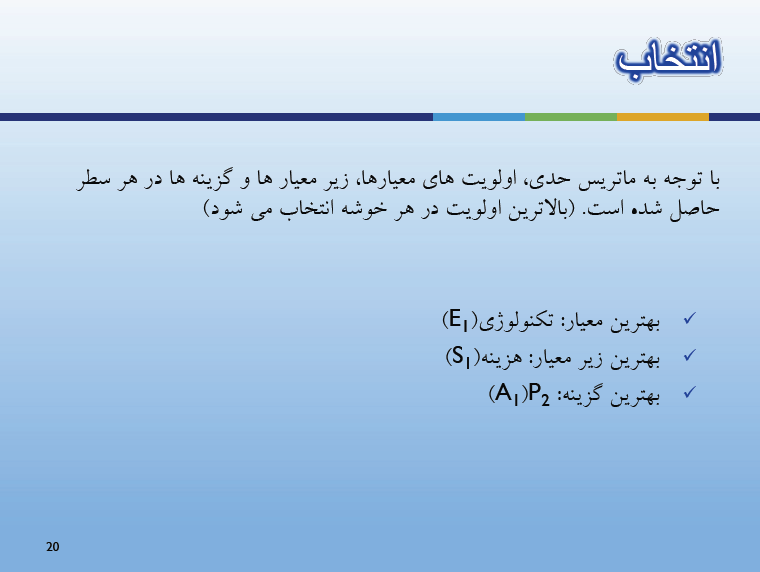 انتخاب
با توجه به ماتریس حدی، اولویت های معیارها، زیر معیار ها و گزینه ها در هر سطر
حاصل شده است. (بالاترین اولویت در هر خوشه انتخاب می شود)
✓ بهترین معیار: تکنولوژی(E1)
✓ بهترین زیر معیار: هزینه(S1)
✓ بهترین گزینه: P2(A1)
20